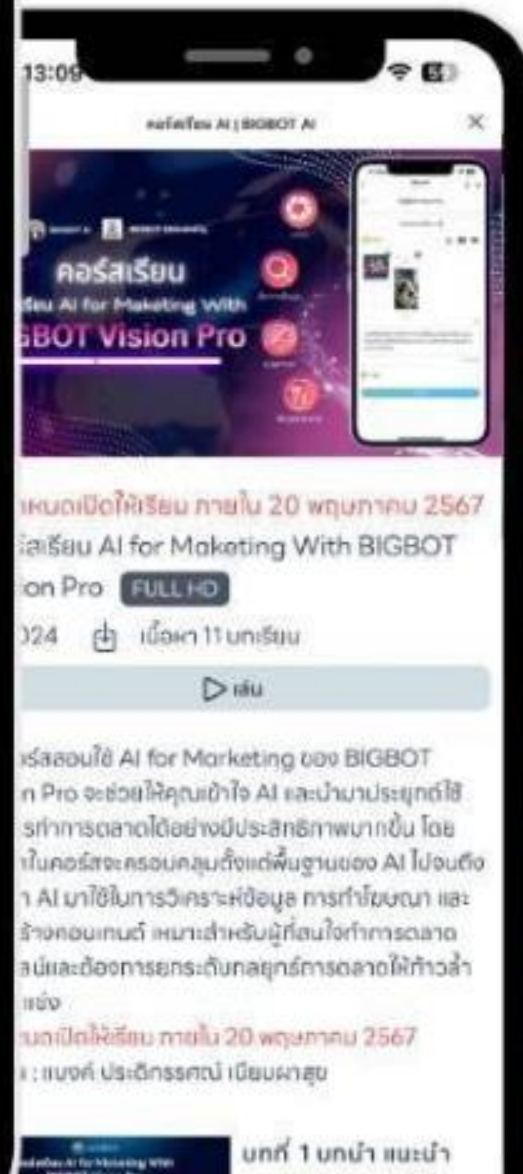 13:09
คอร์สเรียน AI | BIGBOT AI
คอร์สเรียน
เรียน AI for Maketing With
GBOT Vision Pro
หนดเปิดให้เรียน ภายใน 20 พฤษภาคม 2567
ร์สเรียน AI for Maketing With BIGBOT
on Pro FULL HD
024 เนื้อหา 11 บทเรียน
เล่น
อร์สสอนใช้ AI for Marketing ของ BIGBOT
n Pro จะช่วยให้คุณเข้าใจ AI และนำมาประยุกต์ใช้
รทำการตลาดได้อย่างมีประสิทธิภาพมากขึ้น โดย
าในคอร์สจะครอบคลุมตั้งแต่พื้นฐานของ AI ไปจนถึง
า AI มาใช้ในการวิเคราะห์ข้อมูล การทำโฆษณา และ
ร้างคอนเทนต์ เหมาะสำหรับผู้ที่สนใจทำการตลาด
ลน์และต้องการยกระดับกลยุทธ์การตลาดให้ก้าวล้ำ
แข่ง
นดเปิดให้เรียน ภายใน 20 พฤษภาคม 2567
: แบงค์ ประดิทรรศณ์ เนียมผาสุข
บทที่ 1 บทนำ แนะนำ